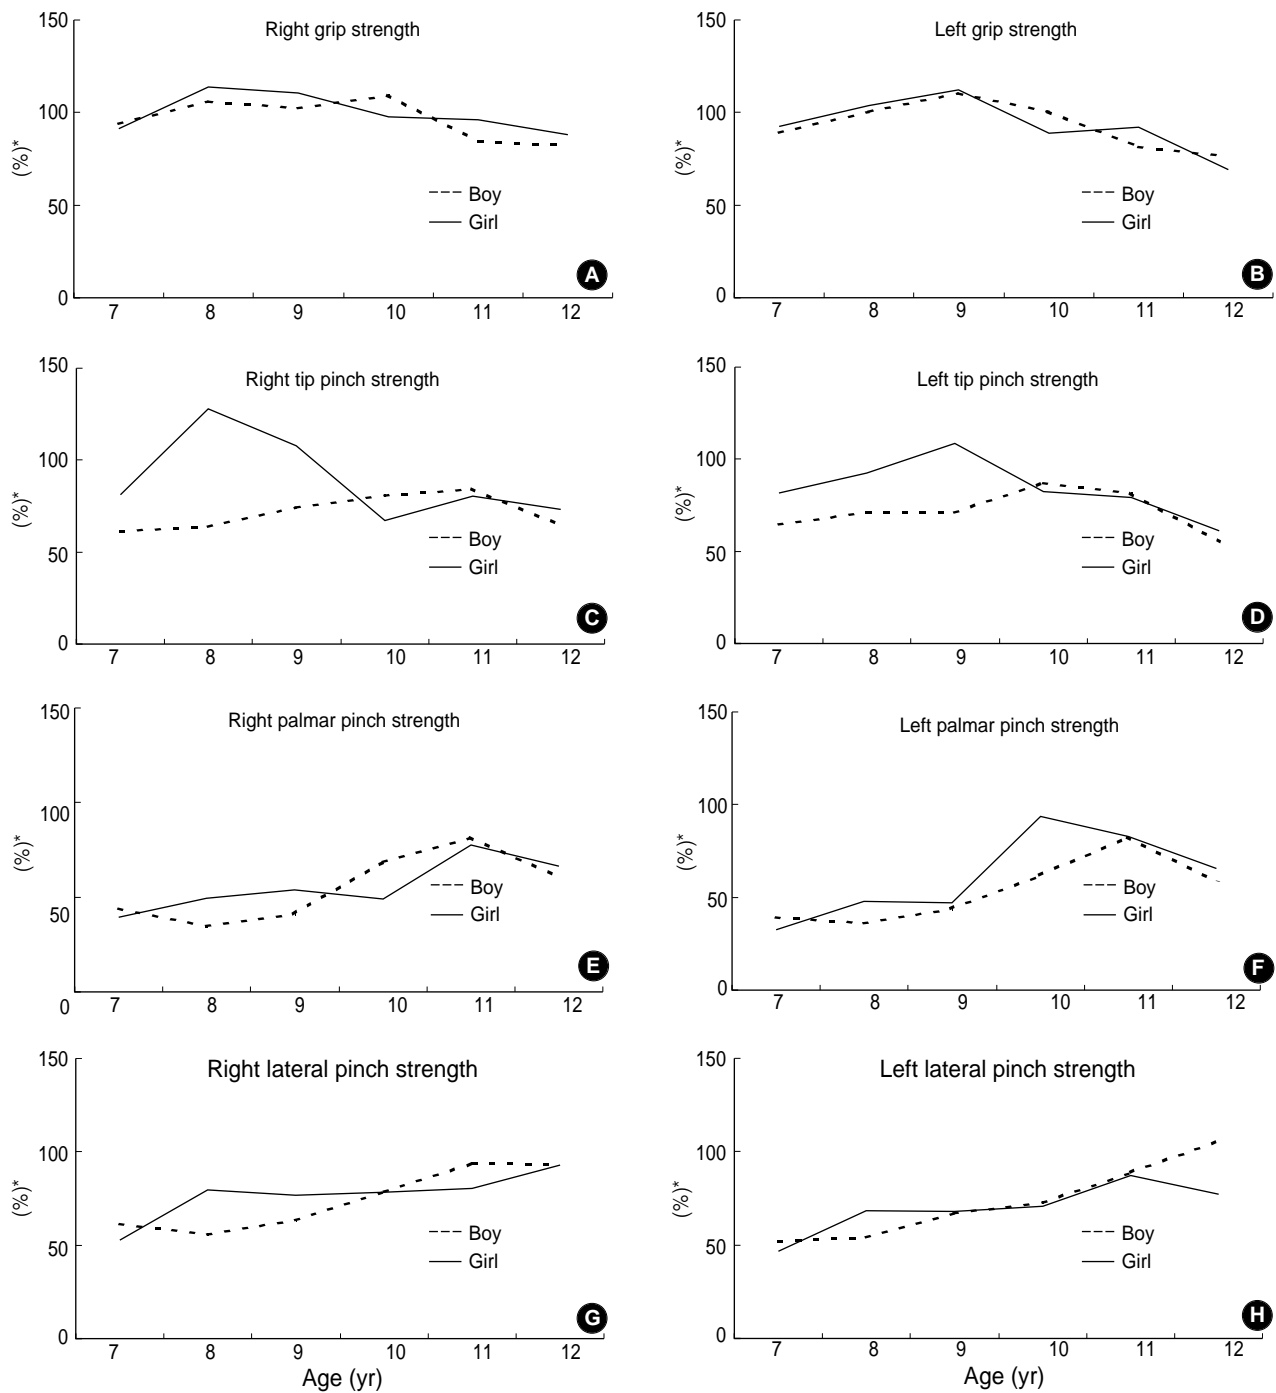 Right grip strength
150
100
50
0
(%)*
Boy
Girl
A
7 8 9 10 11 12
Left grip strength
150
100
50
0
(%)*
Boy
Girl
B
7 8 9 10 11 12
Right tip pinch strength
150
100
50
0
(%)*
Boy
Girl
C
7 8 9 10 11 12
Left tip pinch strength
150
100
50
0
(%)*
Boy
Girl
D
7 8 9 10 11 12
Right palmar pinch strength
150
100
50
0
(%)*
Boy
Girl
E
7 8 9 10 11 12
Left palmar pinch strength
150
100
50
0
(%)*
Boy
Girl
F
7 8 9 10 11 12
Right lateral pinch strength
150
100
50
0
(%)*
Boy
Girl
G
7 8 9 10 11 12
Age (yr)
Left lateral pinch strength
150
100
50
0
(%)*
Boy
Girl
H
7 8 9 10 11 12
Age (yr)